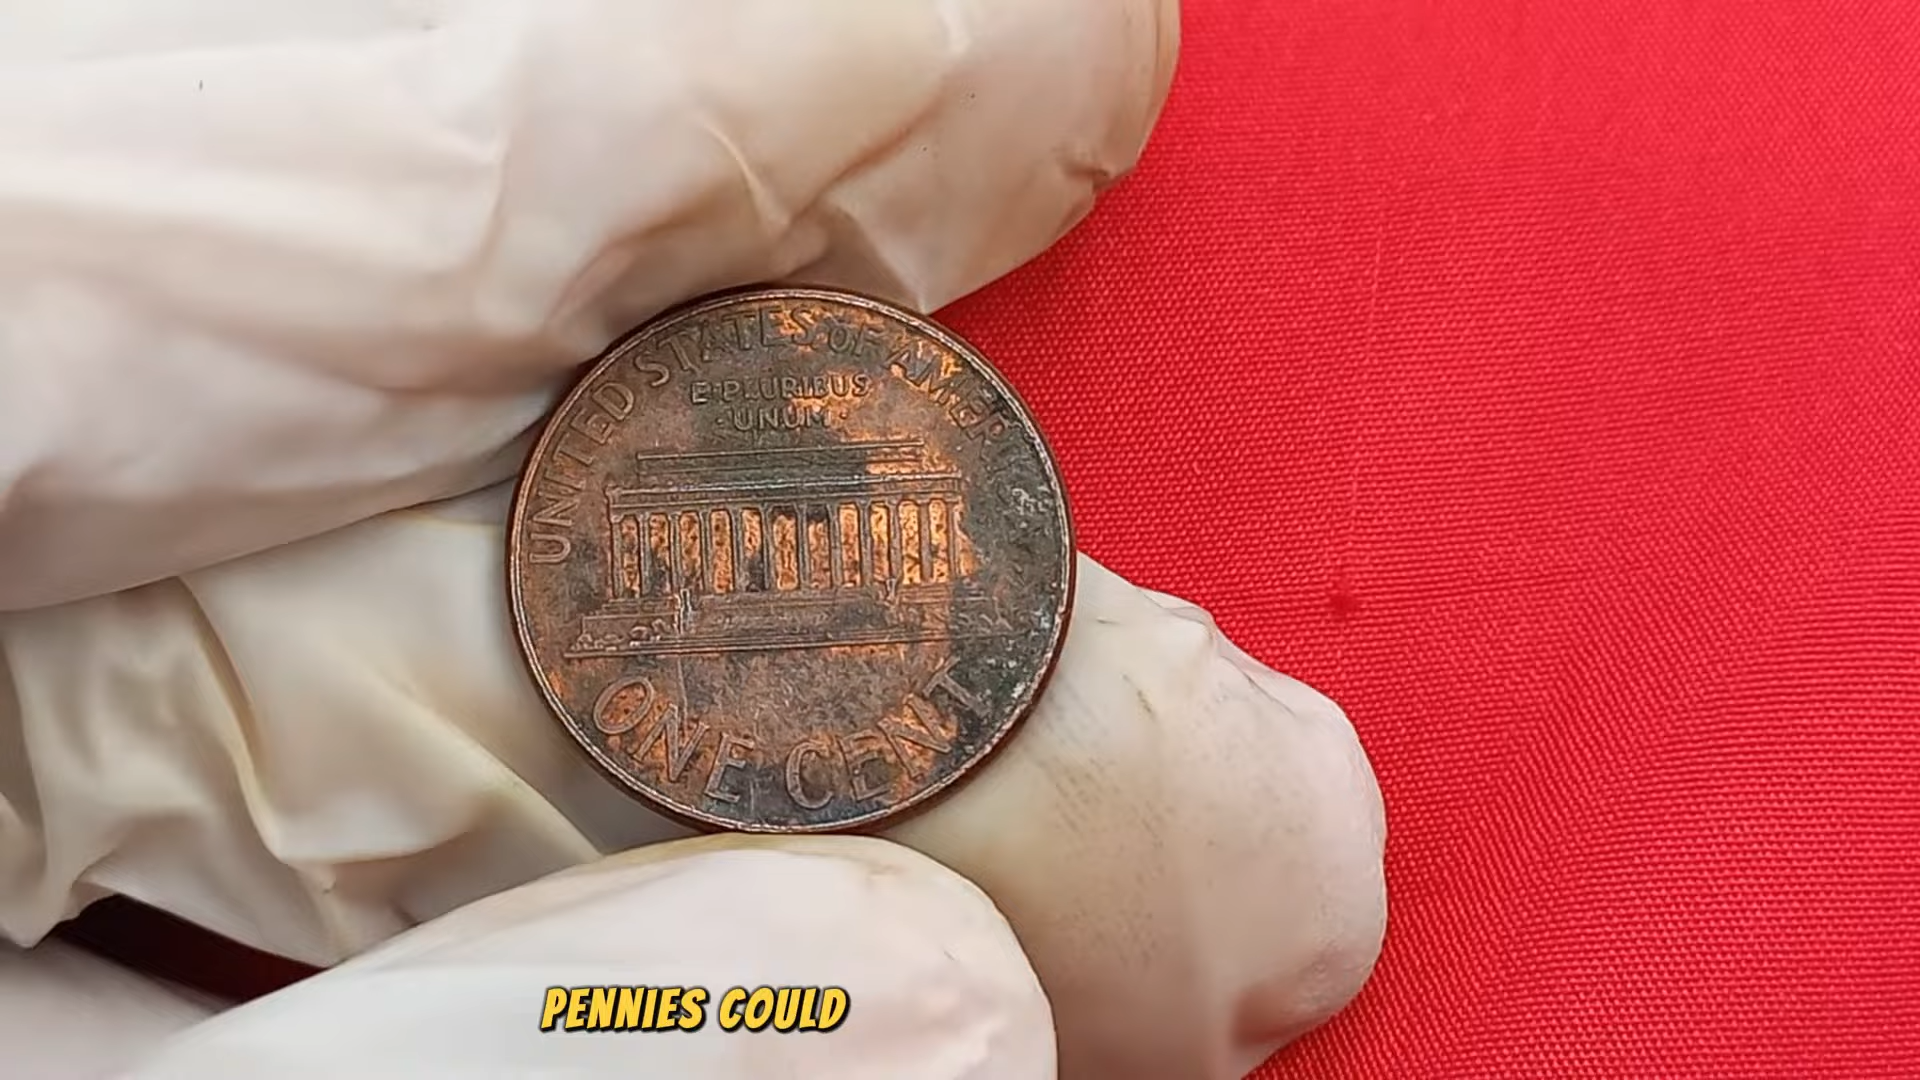 UNITED STATES OF AMERICA
E·PLURIBUS
·UNUM·
ONE CENT
PENNIES COULD